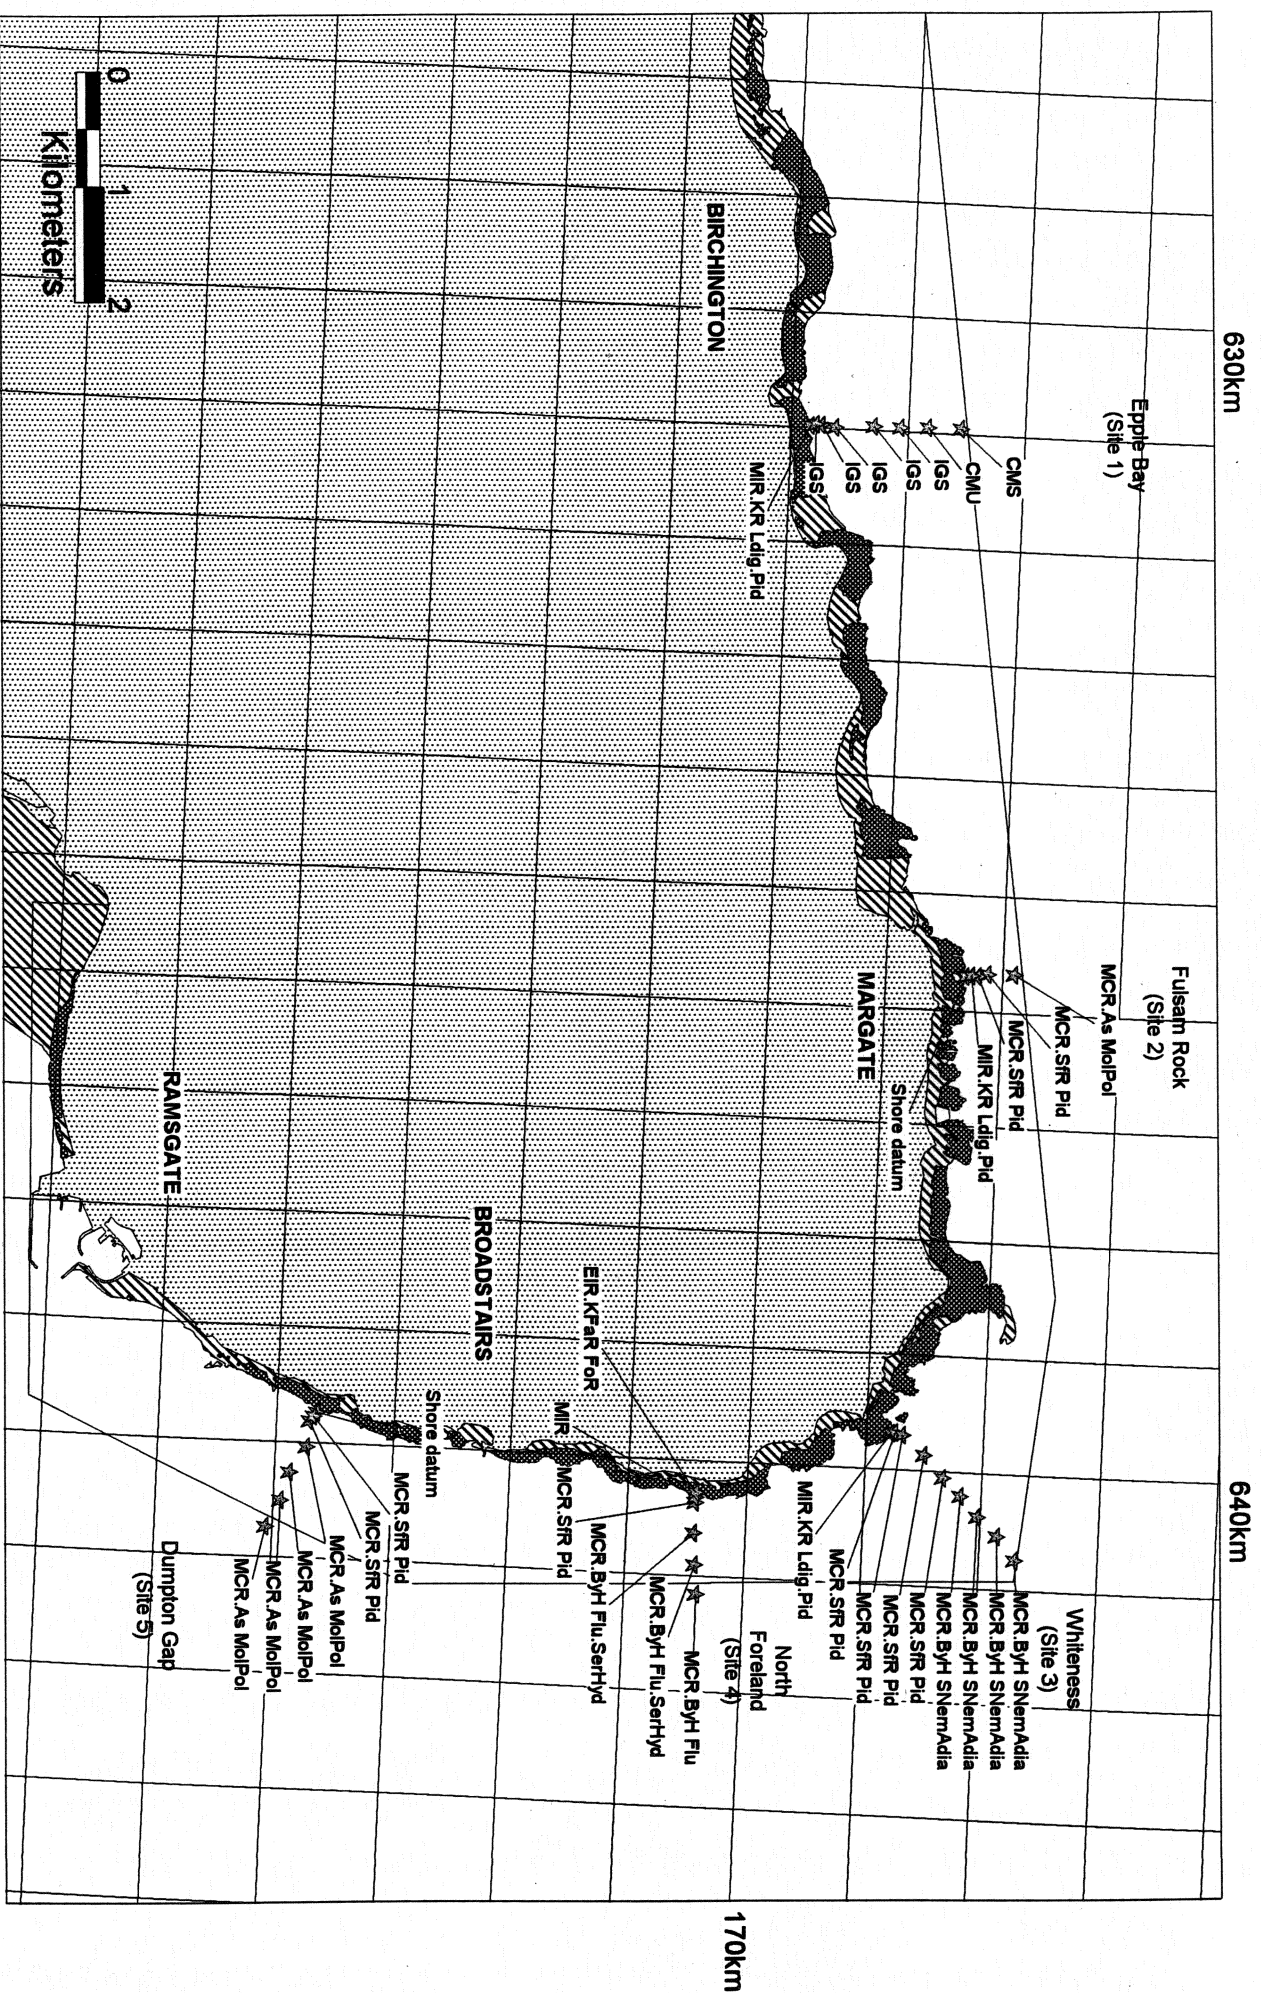 630km
640km
170km
Epple Bay
(Site 1)
CMS
CMU
IGS
IGS
IGS
IGS
IGS
MIR.KR Ldig.Pid
BIRCHINGTON
Fulsam Rock
(Site 2)
MCR.As MolPol
MCR.SfR Pid
MCR.SfR Pid
MIR.KR Ldig.Pid
Shore datum
MARGATE
Whiteness
(Site 3)
MCR.ByH SNemAdia
MCR.ByH SNemAdia
MCR.ByH SNemAdia
MCR.ByH SNemAdia
MCR.SfR Pid
MCR.SfR Pid
MCR.SfR Pid
MCR.SfR Pid
MIR.KR Ldig.Pid
North
Foreland
(Site 4)
MCR.ByH Flu
MCR.ByH Flu.SerHyd
MCR.ByH Flu.SerHyd
MCR.SfR Pid
MIR
EIR.KFaR FoR
BROADSTAIRS
Shore datum
MCR.SfR Pid
MCR.SfR Pid
MCR.As MolPol
MCR.As MolPol
MCR.As MolPol
MCR.As MolPol
Dumpton Gap
(Site 5)
RAMSGATE
0
1
2
Kilometers